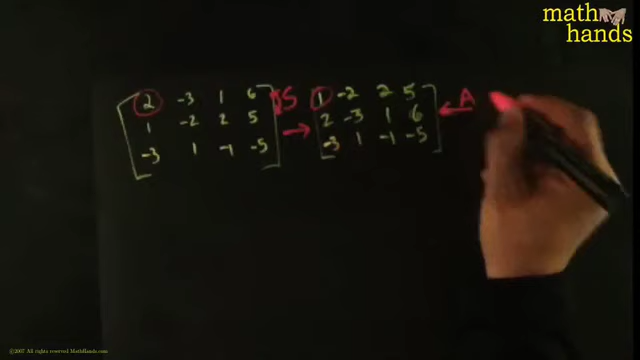 math
hands
2 -3 1 6 S 1 -2 2 5 A
1 -2 2 5 2 -3 1 6
-3 1 -1 -5 -3 1 -1 -5
©2007 All rights reserved MathHands.com